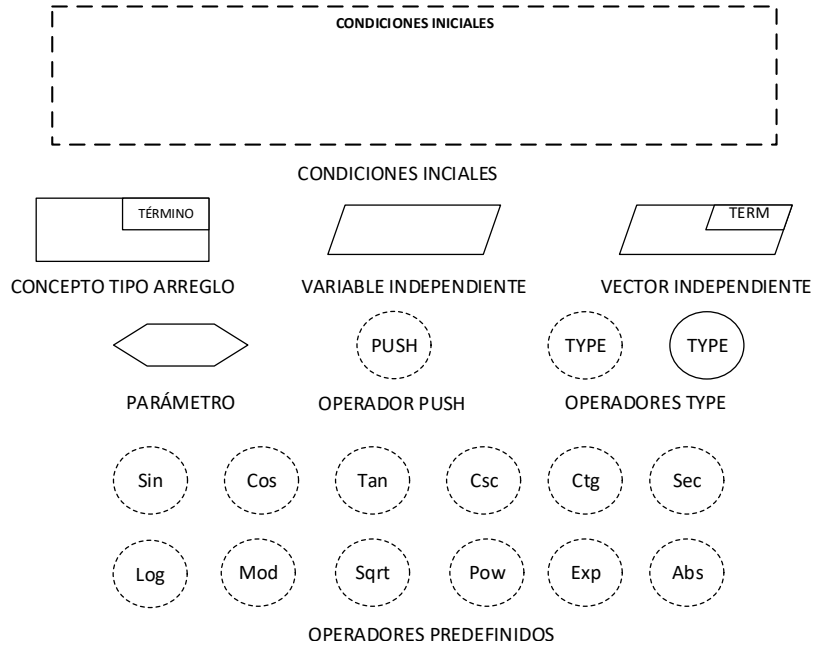 CONDICIONES INICIALES
CONDICIONES INCIALES
TÉRMINO
TERM
CONCEPTO TIPO ARREGLO
VARIABLE INDEPENDIENTE
VECTOR INDEPENDIENTE
PUSH
TYPE
TYPE
PARÁMETRO
OPERADOR PUSH
OPERADORES TYPE
Sin
Cos
Tan
Csc
Ctg
Sec
Log
Mod
Sqrt
Pow
Exp
Abs
OPERADORES PREDEFINIDOS